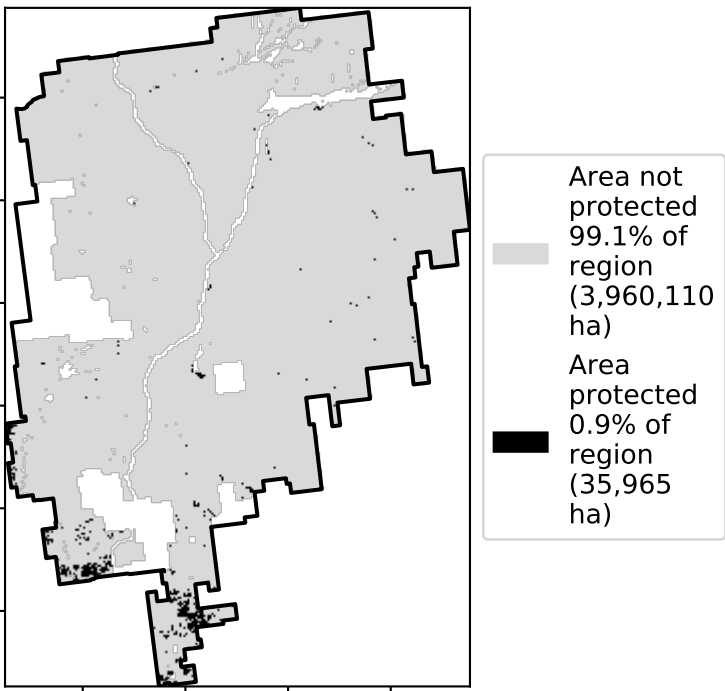 Area not
protected
99.1% of
region
(3,960,110
ha)
Area
protected
0.9% of
region
(35,965
ha)